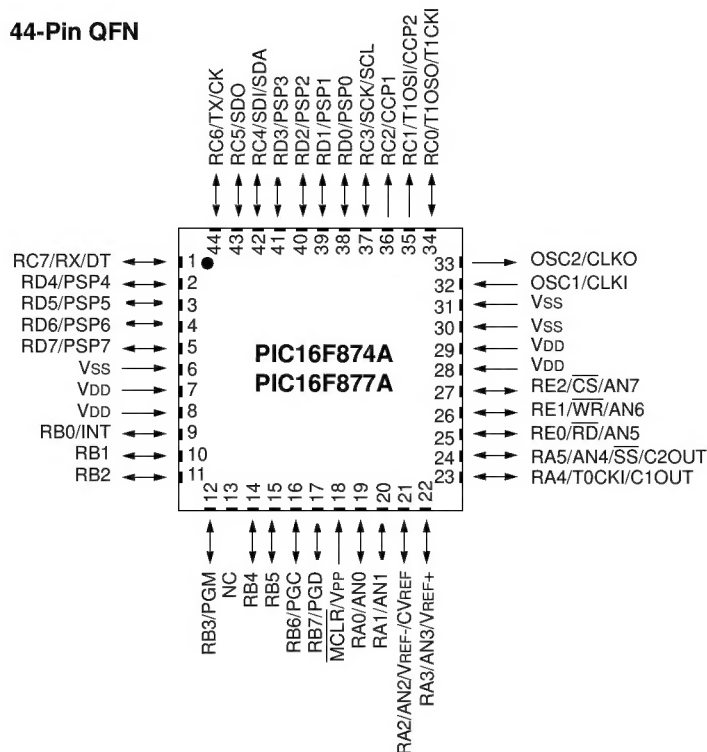 44-Pin QFN
RC6/TX/CK
RC5/SDO
RC4/SDI/SDA
RD3/PSP3
RD2/PSP2
RD1/PSP1
RD0/PSP0
RC3/SCK/SCL
RC2/CCP1
RC1/T1OSI/CCP2
RC0/T1OSO/T1CKI
44
43
42
41
40
39
38
37
36
35
34
RC7/RX/DT 1
RD4/PSP4 2
RD5/PSP5 3
RD6/PSP6 4
RD7/PSP7 5
VSS 6
VDD 7
VDD 8
RB0/INT 9
RB1 10
RB2 11
PIC16F874A
PIC16F877A
33 OSC2/CLKO
32 OSC1/CLKI
31 VSS
30 VSS
29 VDD
28 VDD
27 RE2/CS/AN7
26 RE1/WR/AN6
25 RE0/RD/AN5
24 RA5/AN4/SS/C2OUT
23 RA4/T0CKI/C1OUT
12
13
14
15
16
17
18
19
20
21
22
RB3/PGM
NC
RB4
RB5
RB6/PGC
RB7/PGD
MCLR/VPP
RA0/AN0
RA1/AN1
RA2/AN2/VREF-/CVREF
RA3/AN3/VREF+